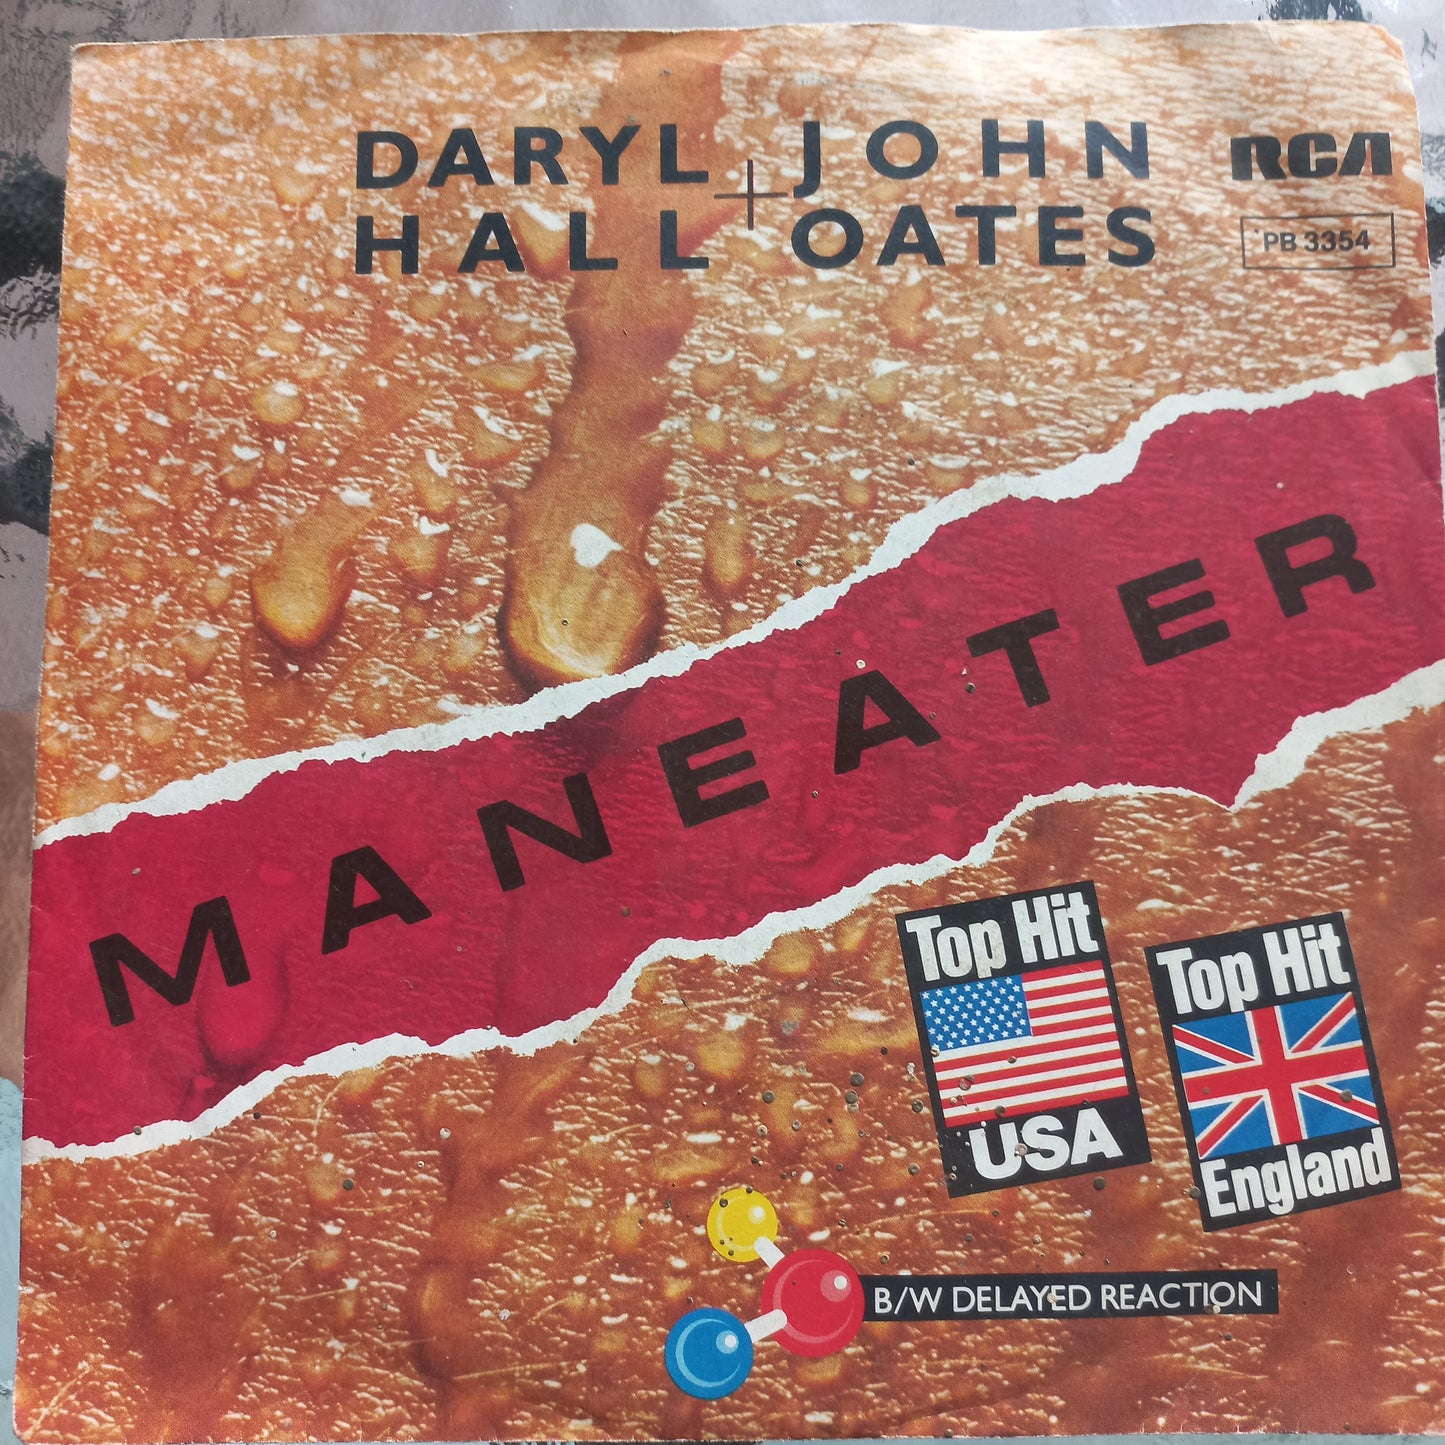 DARYL + JOHN
HALL OATES
RCA
PB 3354
MANEATER
Top Hit
USA
Top Hit
England
B/W DELAYED REACTION